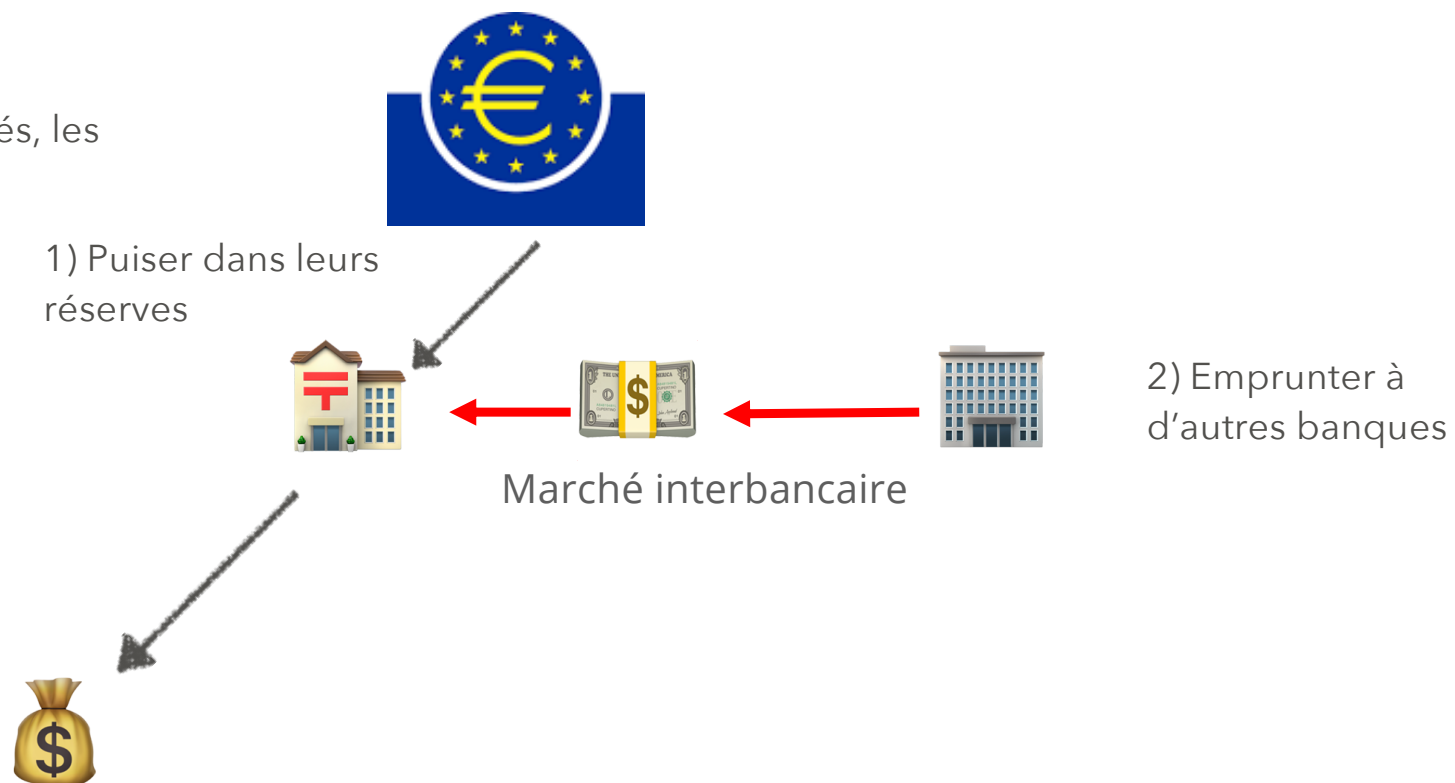 és, les
1) Puiser dans leurs
réserves
2) Emprunter à
d’autres banques
Marché interbancaire